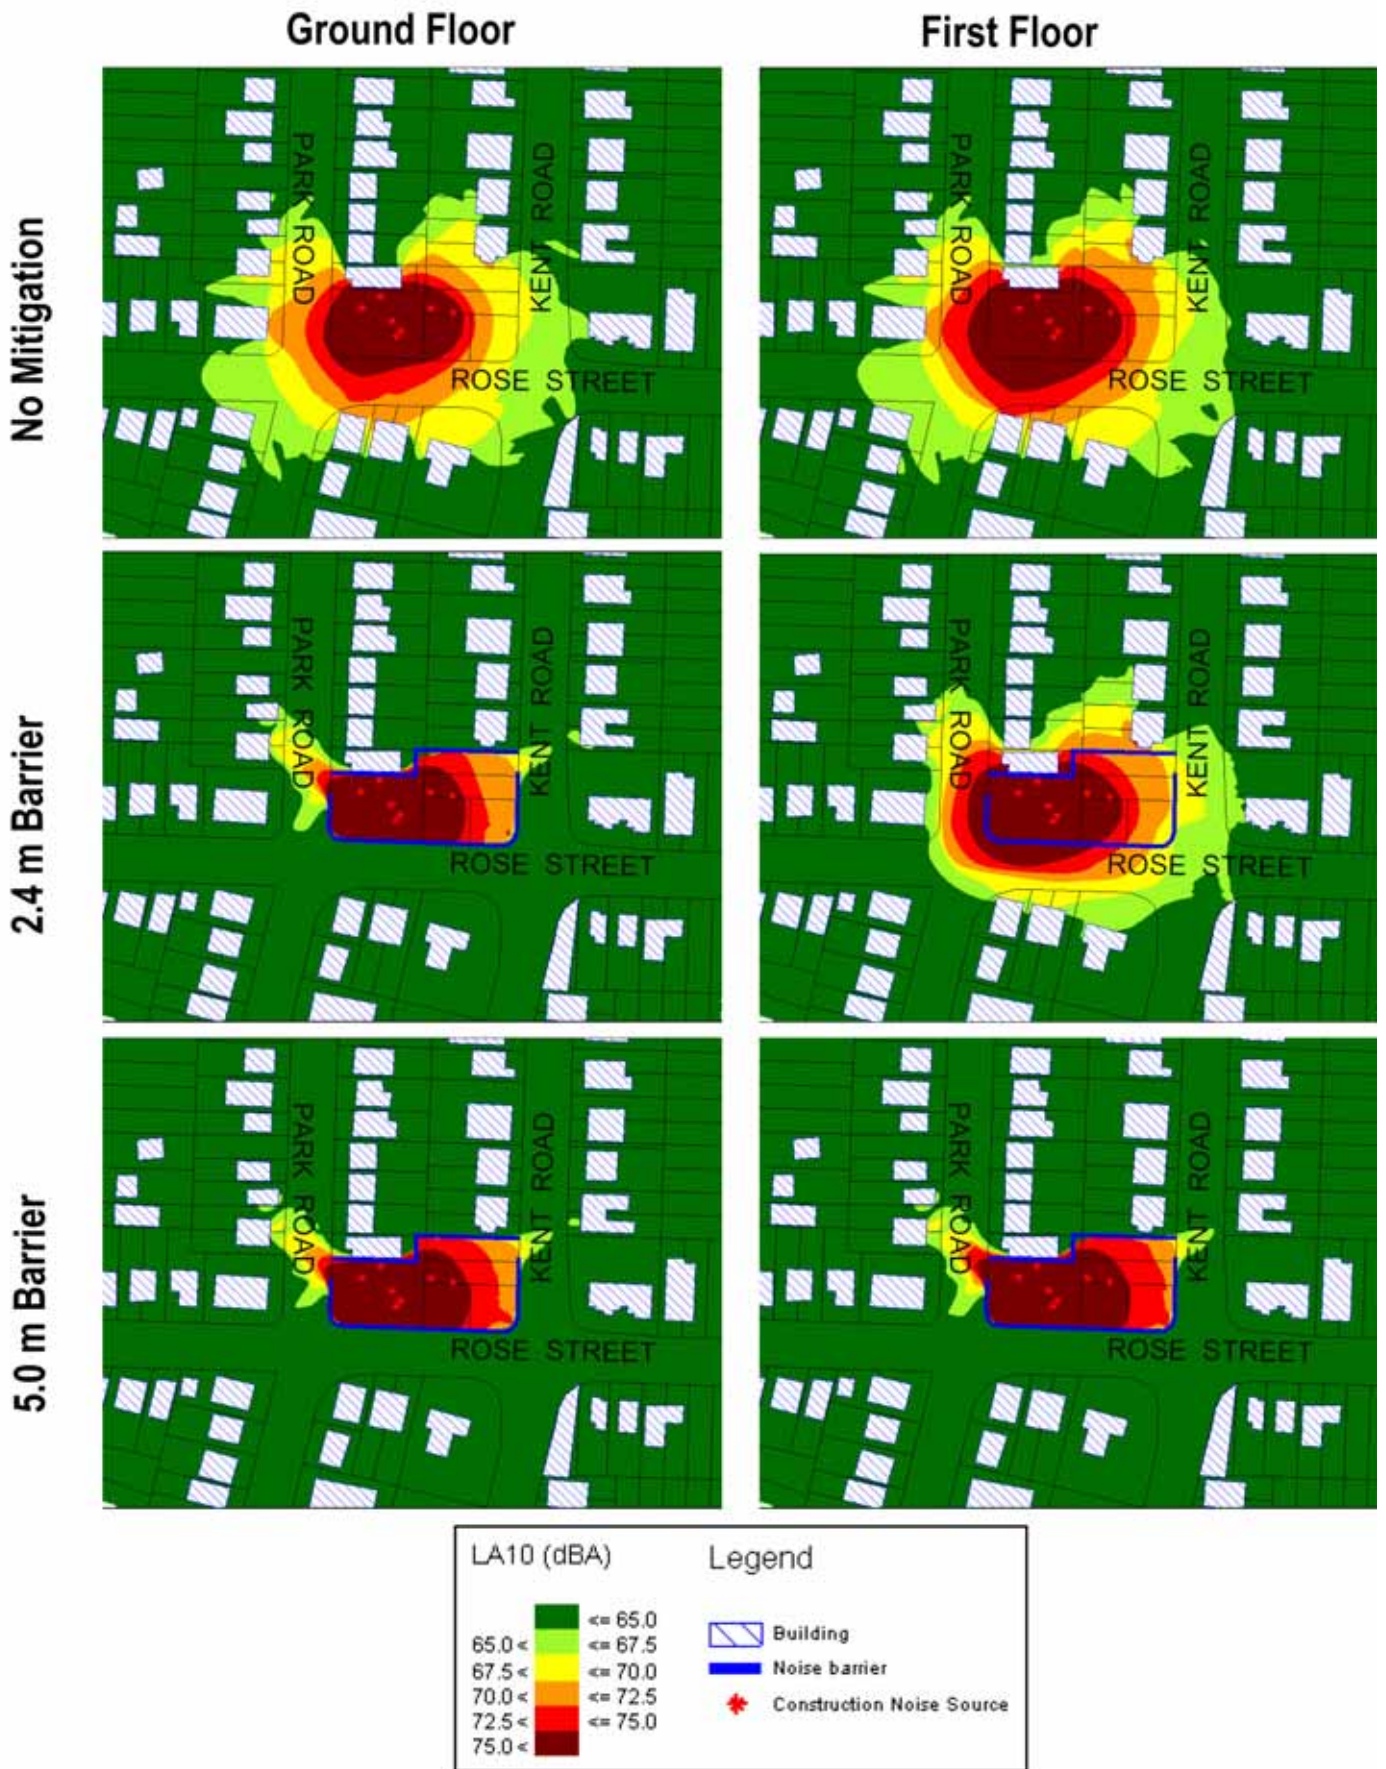 Ground Floor
First Floor
No Mitigation
PARK ROAD
KENT ROAD
ROSE STREET
PARK ROAD
KENT ROAD
ROSE STREET
2.4 m Barrier
PARK ROAD
KENT ROAD
ROSE STREET
PARK ROAD
KENT ROAD
ROSE STREET
5.0 m Barrier
PARK ROAD
KENT ROAD
ROSE STREET
PARK ROAD
KENT ROAD
ROSE STREET
LA10 (dBA)
<= 65.0
65.0 < <= 67.5
67.5 < <= 70.0
70.0 < <= 72.5
72.5 < <= 75.0
75.0 <
Legend
Building
Noise barrier
Construction Noise Source